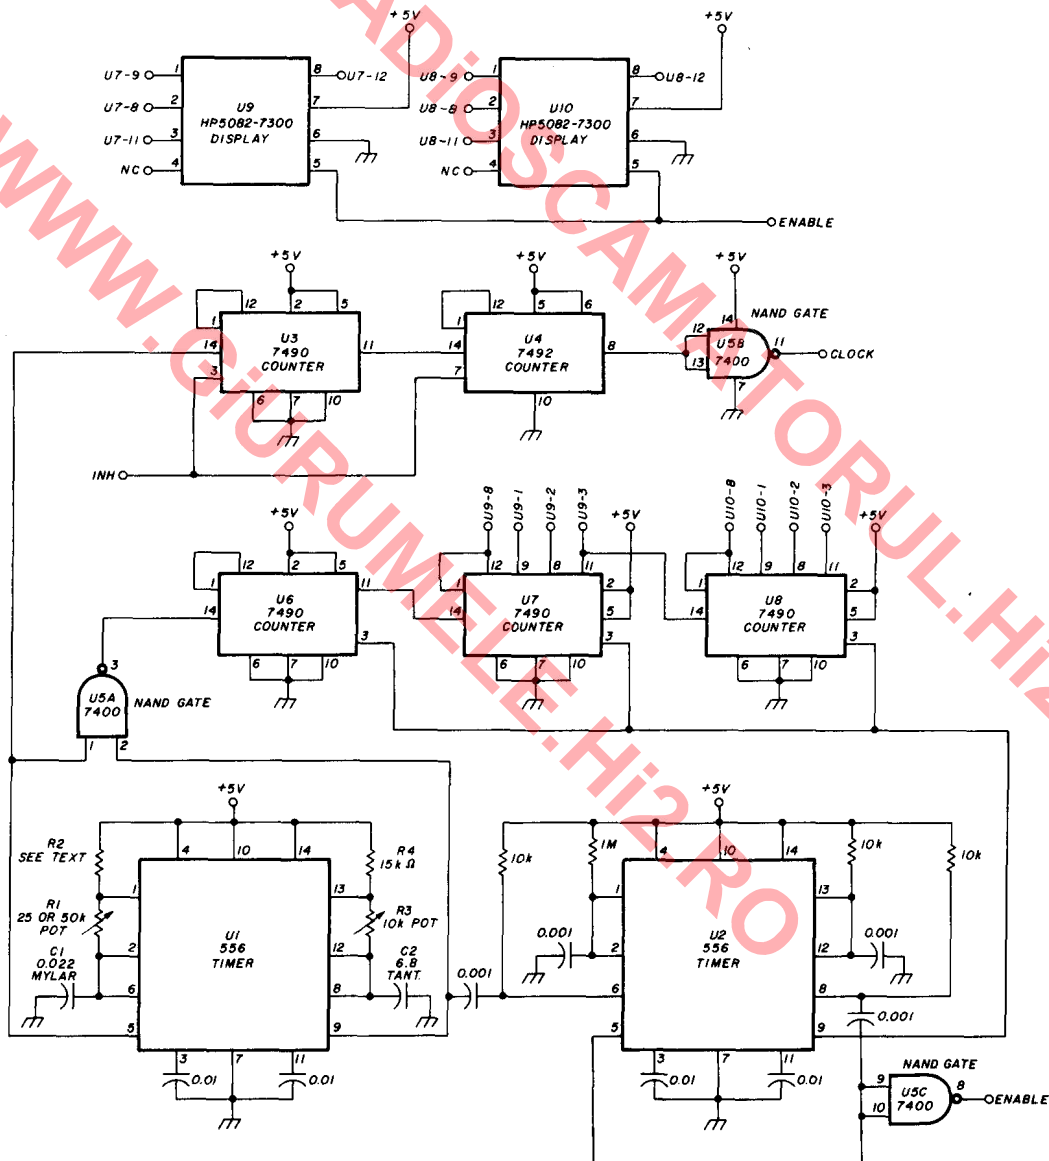 +5V
+5V
U7-9 1
8 U7-12
U7-8 2
7
U7-11 3
6
NC 4
5
U9
HP5082-7300
DISPLAY
U8-9 1
8 U8-12
U8-8 2
7
U8-11 3
6
NC 4
5
U10
HP5082-7300
DISPLAY
ENABLE
+5V
12 2 5
1
14
3
11
6 7 10
U3
7490
COUNTER
+5V
12 5 6
1
14
7
8
10
U4
7492
COUNTER
+5V
NAND GATE
14
12
13
11
7
U5B
7400
CLOCK
INH
+5V
12 2 5
1
14
11
3
6 7 10
U6
7490
COUNTER
U9-8 U9-1 U9-2 U9-3
+5V
12 9 8 11
1
14
2
5
3
6 7 10
U7
7490
COUNTER
U10-8 U10-1 U10-2 U10-3
+5V
12 9 8 11
1
14
2
5
3
6 7 10
U8
7490
COUNTER
3
U5A
7400
NAND GATE
1 2
+5V
R2
SEE TEXT
R1
25 OR 50k
POT
C1
0.022
MYLAR
4 10 14
1
2
6
5
13
12
8
9
3 7 11
U1
556
TIMER
R4
15k Ω
R3
10k POT
C2
6.8
TANT.
0.01
0.01
0.001
+5V
10k
1M
10k
10k
0.001
4 10 14
1
2
6
5
13
12
8
9
3 7 11
U2
556
TIMER
0.001
0.001
0.01
0.01
NAND GATE
9
10
8
U5C
7400
ENABLE
WWW.GiURUMELE.Hi2.RO
ADiOSCAMATORUL.Hi2